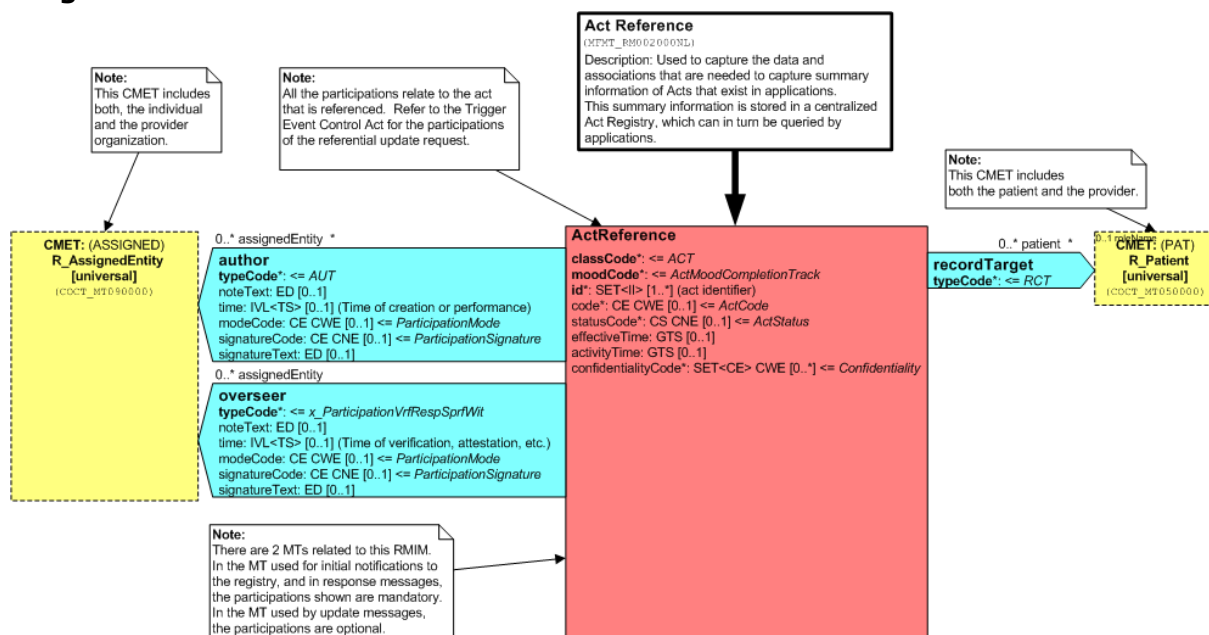 Act Reference
(MFMT_RM002000NL)
Description: Used to capture the data and
associations that are needed to capture summary
information of Acts that exist in applications.
This summary information is stored in a centralized
Act Registry, which can in turn be queried by
applications.
Note:
This CMET includes
both, the individual
and the provider
organization.
Note:
All the participations relate to the act
that is referenced.  Refer to the Trigger
Event Control Act for the participations
of the referential update request.
Note:
This CMET includes
both the patient and the provider.
CMET: (ASSIGNED)
R_AssignedEntity
[universal]
(COCT_MT090000)
0..* assignedEntity  *
author
typeCode*: <= AUT
noteText: ED [0..1]
time: IVL<TS> [0..1] (Time of creation or performance)
modeCode: CE CWE [0..1] <= ParticipationMode
signatureCode: CE CNE [0..1] <= ParticipationSignature
signatureText: ED [0..1]
0..* assignedEntity
overseer
typeCode*: <= x_ParticipationVrfRespSprfWit
noteText: ED [0..1]
time: IVL<TS> [0..1] (Time of verification, attestation, etc.)
modeCode: CE CWE [0..1] <= ParticipationMode
signatureCode: CE CNE [0..1] <= ParticipationSignature
signatureText: ED [0..1]
ActReference
classCode*: <= ACT
moodCode*: <= ActMoodCompletionTrack
id*: SET<II> [1..*] (act identifier)
code*: CE CWE [0..1] <= ActCode
statusCode*: CS CNE [0..1] <= ActStatus
effectiveTime: GTS [0..1]
activityTime: GTS [0..1]
confidentialityCode*: SET<CE> CWE [0..*] <= Confidentiality
0..* patient  *
recordTarget
typeCode*: <= RCT
0..1
CMET: (PAT)
R_Patient
[universal]
(COCT_MT050000)
Note:
There are 2 MTs related to this RMIM.
In the MT used for initial notifications to
the registry, and in response messages,
the participations shown are mandatory.
In the MT used by update messages,
the participations are optional.